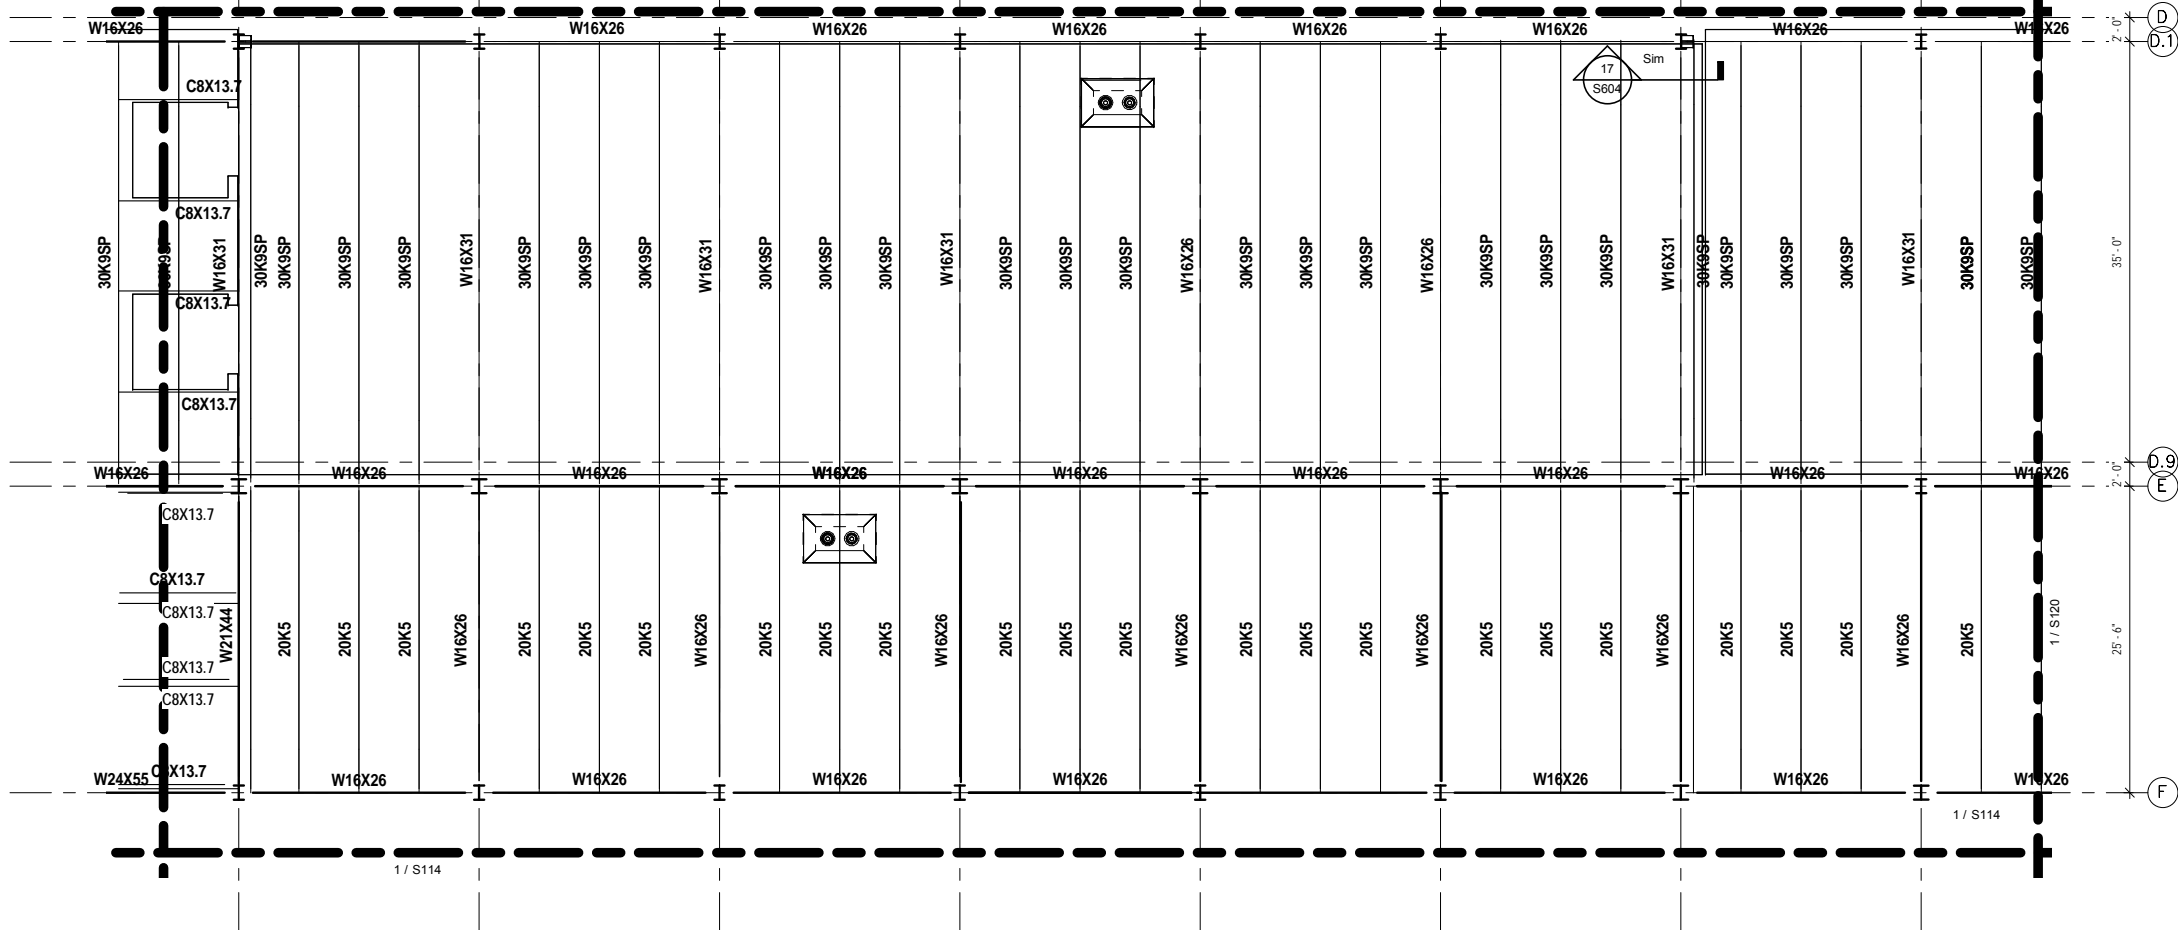 D
W16X26 W16X26 W16X26 W16X26 W16X26 W16X26 W16X26 W16X26
2' - 0"
D.1
17
S604
Sim
C8X13.7
C8X13.7
30K9SP 30K9SP W16X31 30K9SP 30K9SP 30K9SP 30K9SP W16X31 30K9SP 30K9SP 30K9SP W16X31 30K9SP 30K9SP 30K9SP W16X31 30K9SP 30K9SP 30K9SP W16X26 30K9SP 30K9SP 30K9SP W16X26 30K9SP 30K9SP 30K9SP W16X31 30K9SP 30K9SP 30K9SP 30K9SP W16X31 30K9SP 30K9SP
35' - 0"
C8X13.7
C8X13.7
D.9
W16X26 W16X26 W16X26 W16X26 W16X26 W16X26 W16X26 W16X26 W16X26
2' - 0"
E
C8X13.7
C8X13.7
C8X13.7
W21X44 20K5 20K5 20K5 W16X26 20K5 20K5 20K5 W16X26 20K5 20K5 20K5 W16X26 20K5 20K5 20K5 W16X26 20K5 20K5 20K5 W16X26 20K5 20K5 20K5 W16X26 20K5 20K5 20K5 W16X26 20K5
1 / S120
25' - 6"
C8X13.7
C8X13.7
C8X13.7
W24X55 W16X26 W16X26 W16X26 W16X26 W16X26 W16X26 W16X26
F
1 / S114
1 / S114